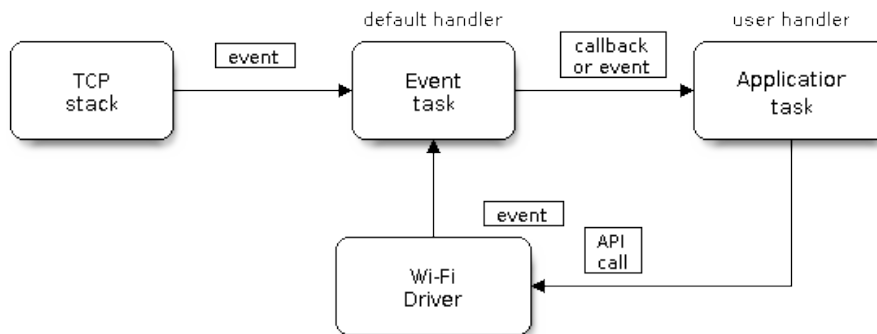 default handler
user handler
event
callback
or event
TCP
stack
Event
task
Application
task
event
API
call
Wi-Fi
Driver